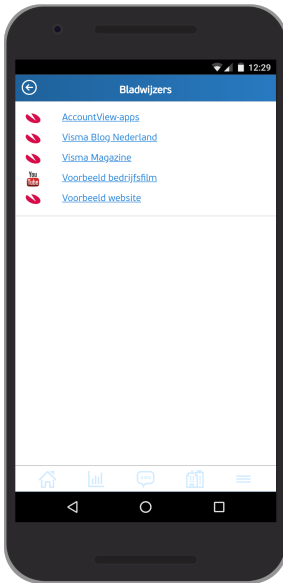 12:29
Bladwijzers
AccountView-apps
Visma Blog Nederland
Visma Magazine
You
Tube
Voorbeeld bedrijfsfilm
Voorbeeld website